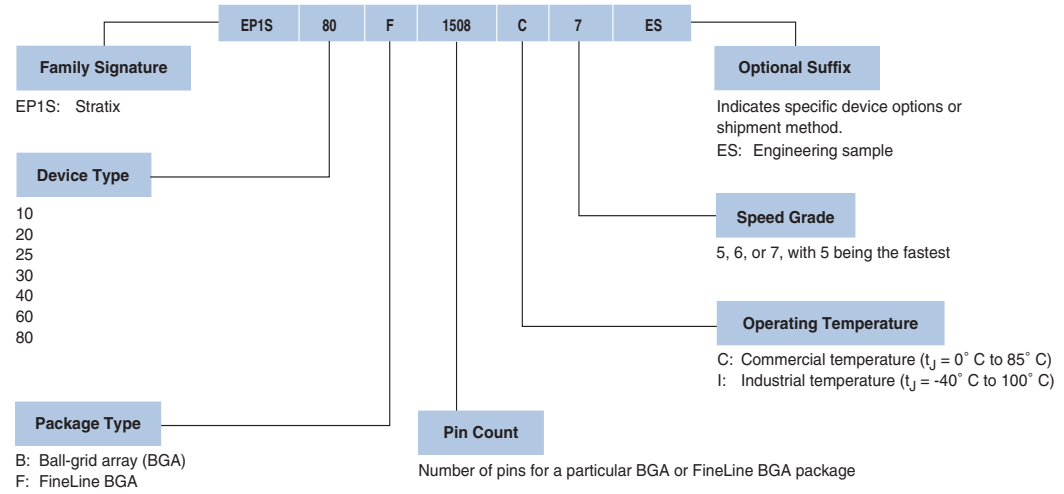 EP1S 80 F 1508 C 7 ES
Family Signature
EP1S: Stratix
Device Type
10
20
25
30
40
60
80
Package Type
B: Ball-grid array (BGA)
F: FineLine BGA
Pin Count
Number of pins for a particular BGA or FineLine BGA package
Optional Suffix
Indicates specific device options or
shipment method.
ES: Engineering sample
Speed Grade
5, 6, or 7, with 5 being the fastest
Operating Temperature
C: Commercial temperature (tJ = 0˚ C to 85˚ C)
I: Industrial temperature (tJ = -40˚ C to 100˚ C)